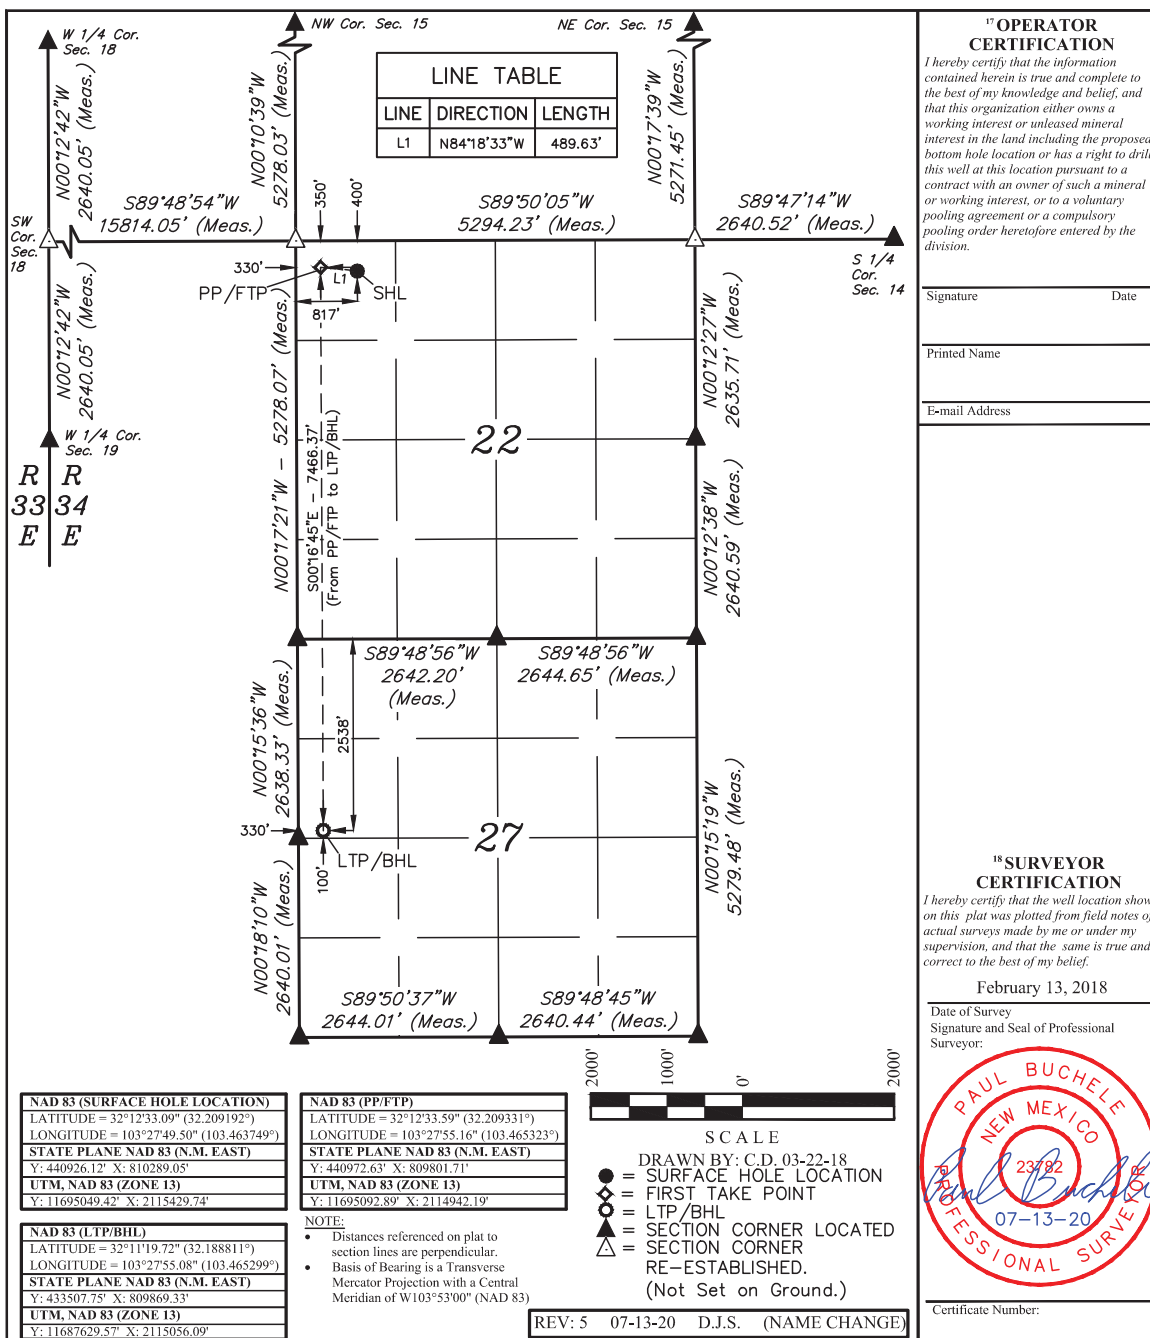 W 1/4 Cor.
Sec. 18
NW Cor. Sec. 15
NE Cor. Sec. 15
LINE TABLE
LINE DIRECTION LENGTH
L1 N84°18'33"W 489.63'
N00°12'42"W
2640.05' (Meas.)
N00°10'39"W
5278.03' (Meas.)
N00°17'39"W
5271.45' (Meas.)
S89°48'54"W
15814.05' (Meas.)
350'
400'
S89°50'05"W
5294.23' (Meas.)
S89°47'14"W
2640.52' (Meas.)
SW
Cor.
Sec.
18
S 1/4
Cor.
Sec. 14
330'
L1
PP/FTP
SHL
817'
N00°12'42"W
2640.05' (Meas.)
W 1/4 Cor.
Sec. 19
R R
33 34
E E
N00°17'21"W - 5278.07' (Meas.)
S00°16'45"E - 7466.37'
(From PP/FTP to LTP/BHL)
22
N00°12'27"W
2635.71' (Meas.)
N00°12'38"W
2640.59' (Meas.)
S89°48'56"W
2642.20'
(Meas.)
S89°48'56"W
2644.65' (Meas.)
N00°15'36"W
2638.33' (Meas.)
2538'
330'
LTP/BHL
100'
27
N00°15'19"W
5279.48' (Meas.)
N00°18'10"W
2640.01' (Meas.)
S89°50'37"W
2644.01' (Meas.)
S89°48'45"W
2640.44' (Meas.)
17 OPERATOR
CERTIFICATION
I hereby certify that the information
contained herein is true and complete to
the best of my knowledge and belief, and
that this organization either owns a
working interest or unleased mineral
interest in the land including the proposed
bottom hole location or has a right to drill
this well at this location pursuant to a
contract with an owner of such a mineral
or working interest, or to a voluntary
pooling agreement or a compulsory
pooling order heretofore entered by the
division.
Signature Date
Printed Name
E-mail Address
18 SURVEYOR
CERTIFICATION
I hereby certify that the well location show
on this plat was plotted from field notes of
actual surveys made by me or under my
supervision, and that the same is true and
correct to the best of my belief.
February 13, 2018
Date of Survey
Signature and Seal of Professional
Surveyor:
PAUL BUCHELE
NEW MEXICO
23782
Paul Buchele
07-13-20
PROFESSIONAL SURVEYOR
Certificate Number:
NAD 83 (SURFACE HOLE LOCATION)
LATITUDE = 32°12'33.09" (32.209192°)
LONGITUDE = 103°27'49.50" (103.463749°)
STATE PLANE NAD 83 (N.M. EAST)
Y: 440926.12' X: 810289.05'
UTM, NAD 83 (ZONE 13)
Y: 11695049.42' X: 2115429.74'
NAD 83 (PP/FTP)
LATITUDE = 32°12'33.59" (32.209331°)
LONGITUDE = 103°27'55.16" (103.465323°)
STATE PLANE NAD 83 (N.M. EAST)
Y: 440972.63' X: 809801.71'
UTM, NAD 83 (ZONE 13)
Y: 11695092.89' X: 2114942.19'
NAD 83 (LTP/BHL)
LATITUDE = 32°11'19.72" (32.188811°)
LONGITUDE = 103°27'55.08" (103.465299°)
STATE PLANE NAD 83 (N.M. EAST)
Y: 433507.75' X: 809869.33'
UTM, NAD 83 (ZONE 13)
Y: 11687629.57' X: 2115056.09'
NOTE:
• Distances referenced on plat to
section lines are perpendicular.
• Basis of Bearing is a Transverse
Mercator Projection with a Central
Meridian of W103°53'00" (NAD 83)
2000' 1000' 0' 2000'
SCALE
DRAWN BY: C.D. 03-22-18
= SURFACE HOLE LOCATION
= FIRST TAKE POINT
= LTP/BHL
= SECTION CORNER LOCATED
= SECTION CORNER
RE-ESTABLISHED.
(Not Set on Ground.)
REV: 5 07-13-20 D.J.S. (NAME CHANGE)